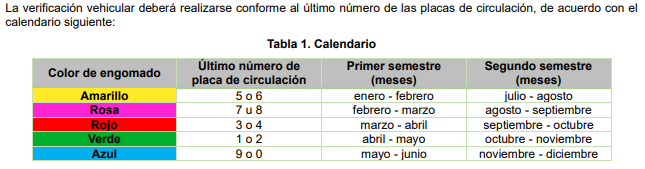 La verificación vehicular deberá realizarse conforme al último número de las placas de circulación, de acuerdo con el
calendario siguiente:
Tabla 1. Calendario
Color de engomado Último número de placa de circulación Primer semestre (meses) Segundo semestre (meses)
Amarillo 5 o 6 enero - febrero julio - agosto
Rosa 7 u 8 febrero - marzo agosto - septiembre
Rojo 3 o 4 marzo - abril septiembre - octubre
Verde 1 o 2 abril - mayo octubre - noviembre
Azul 9 o 0 mayo - junio noviembre - diciembre